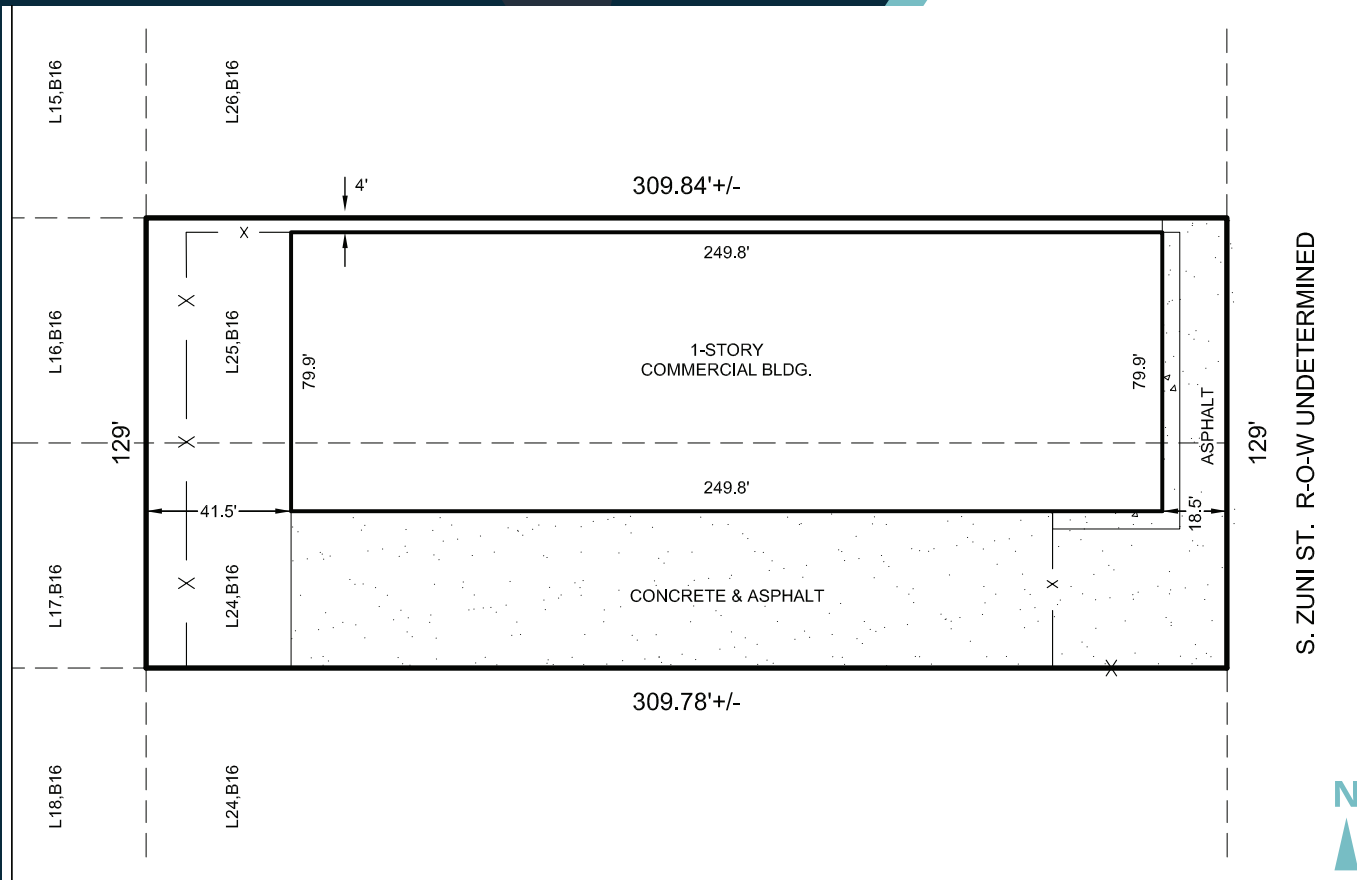 L15,B16
L26,B16
4'
309.84'+/-
249.8'
L16,B16
L25,B16
79.9'
1-STORY
COMMERCIAL BLDG.
79.9'
ASPHALT
S. ZUNI ST. R-O-W UNDETERMINED
129'
129'
249.8'
41.5'
18.5'
L17,B16
L24,B16
CONCRETE & ASPHALT
309.78'+/-
L18,B16
L24,B16
N